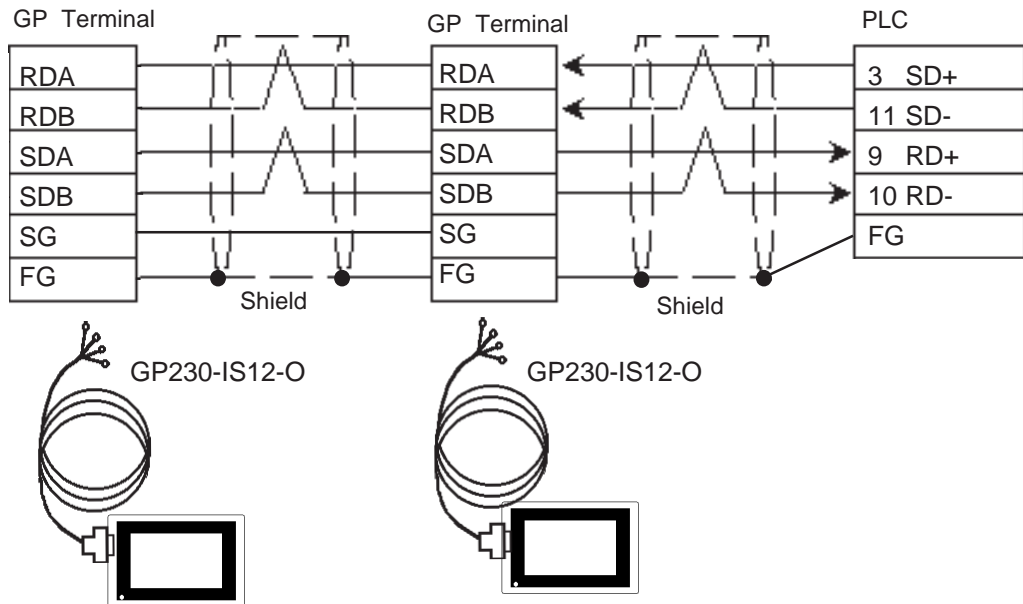 GP Terminal
RDA
RDB
SDA
SDB
SG
FG
Shield
GP Terminal
RDA
RDB
SDA
SDB
SG
FG
Shield
PLC
3 SD+
11 SD-
9 RD+
10 RD-
FG
GP230-IS12-O
GP230-IS12-O